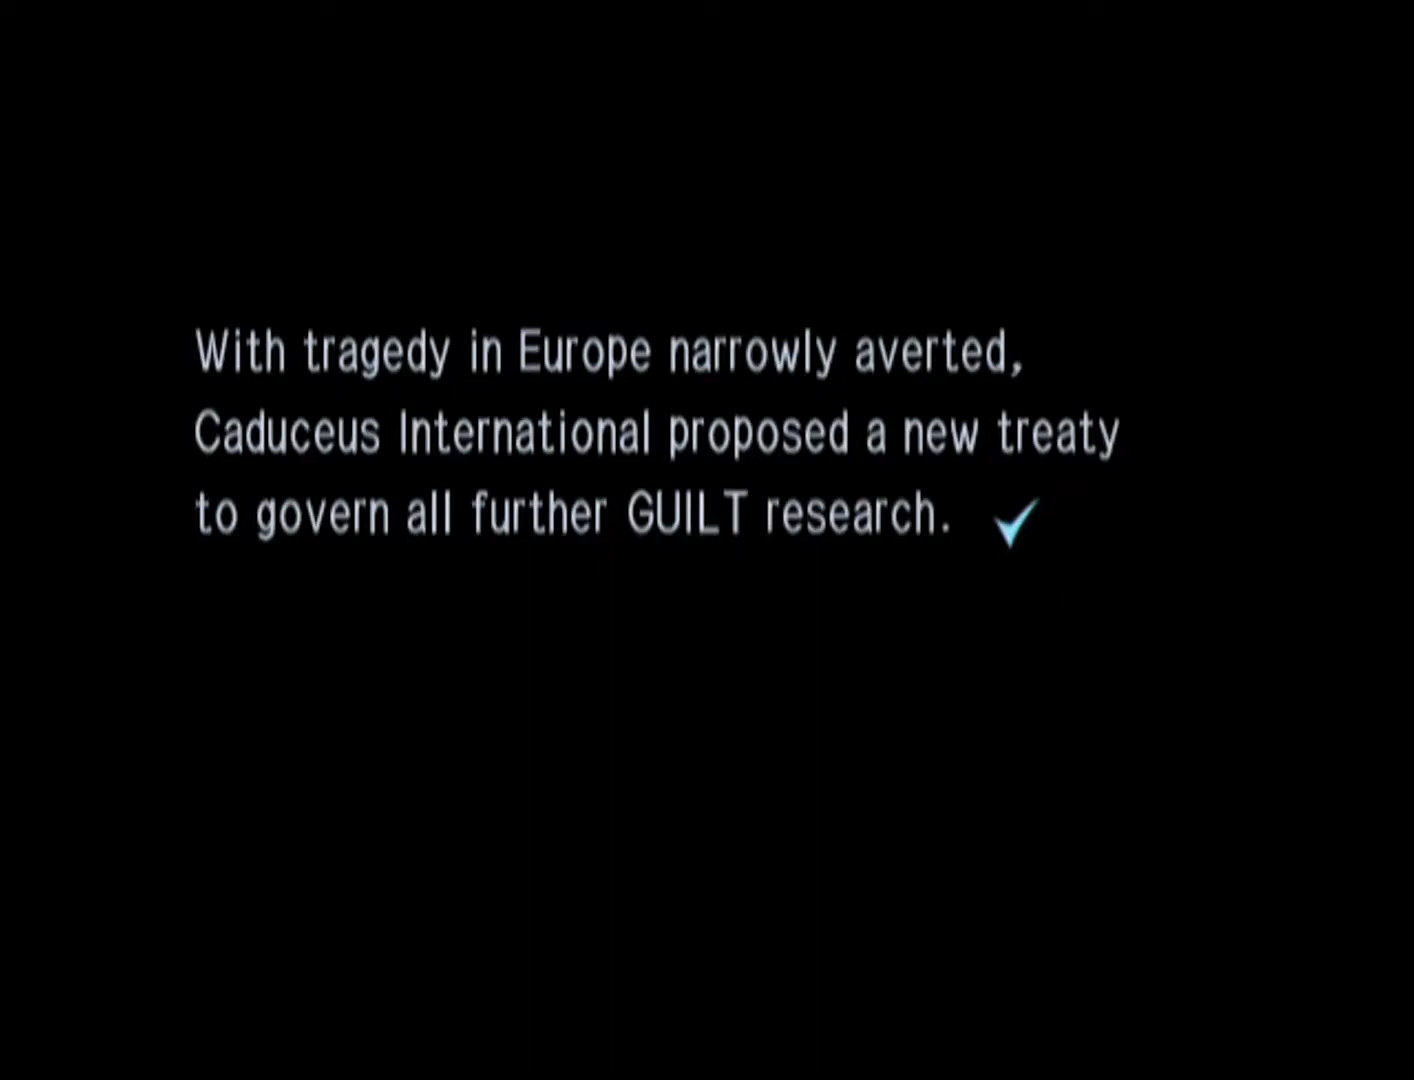 With tragedy in Europe narrowly averted,
Caduceus International proposed a new treaty
to govern all further GUILT research.